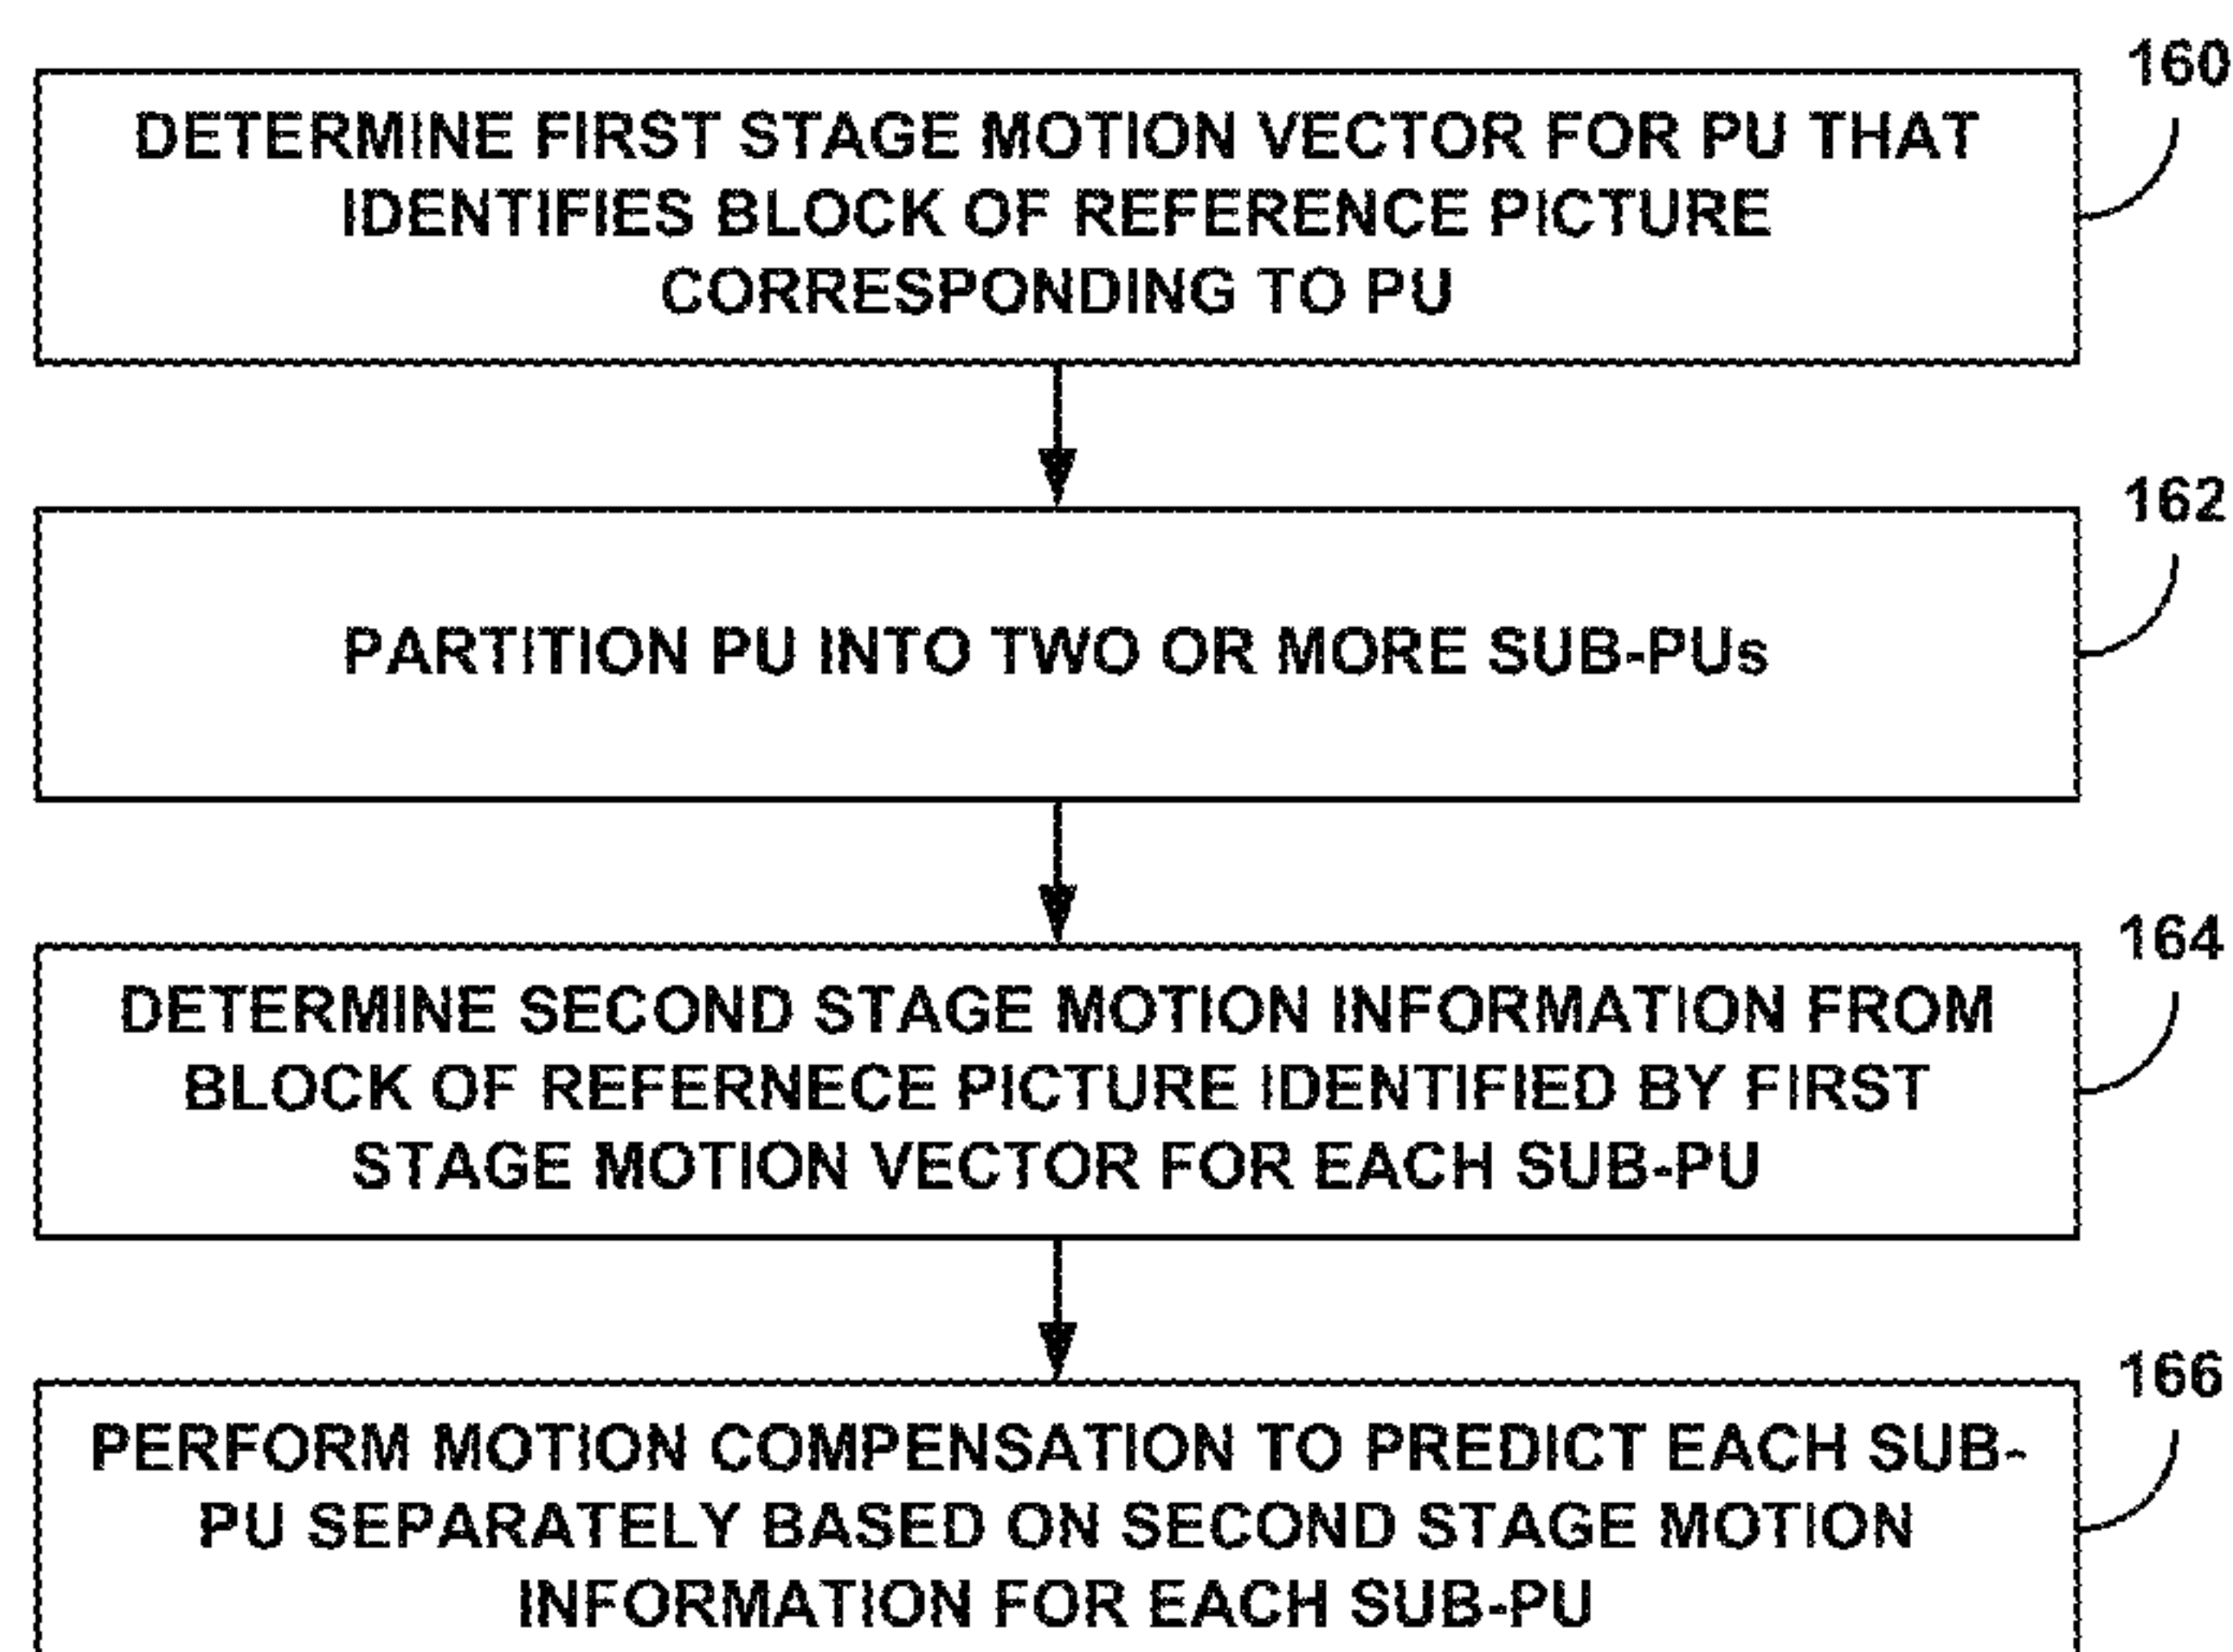 160
DETERMINE FIRST STAGE MOTION VECTOR FOR PU THAT
IDENTIFIES BLOCK OF REFERENCE PICTURE
CORRESPONDING TO PU
162
PARTITION PU INTO TWO OR MORE SUB-PUs
164
DETERMINE SECOND STAGE MOTION INFORMATION FROM
BLOCK OF REFERNECE PICTURE IDENTIFIED BY FIRST
STAGE MOTION VECTOR FOR EACH SUB-PU
166
PERFORM MOTION COMPENSATION TO PREDICT EACH SUB-
PU SEPARATELY BASED ON SECOND STAGE MOTION
INFORMATION FOR EACH SUB-PU